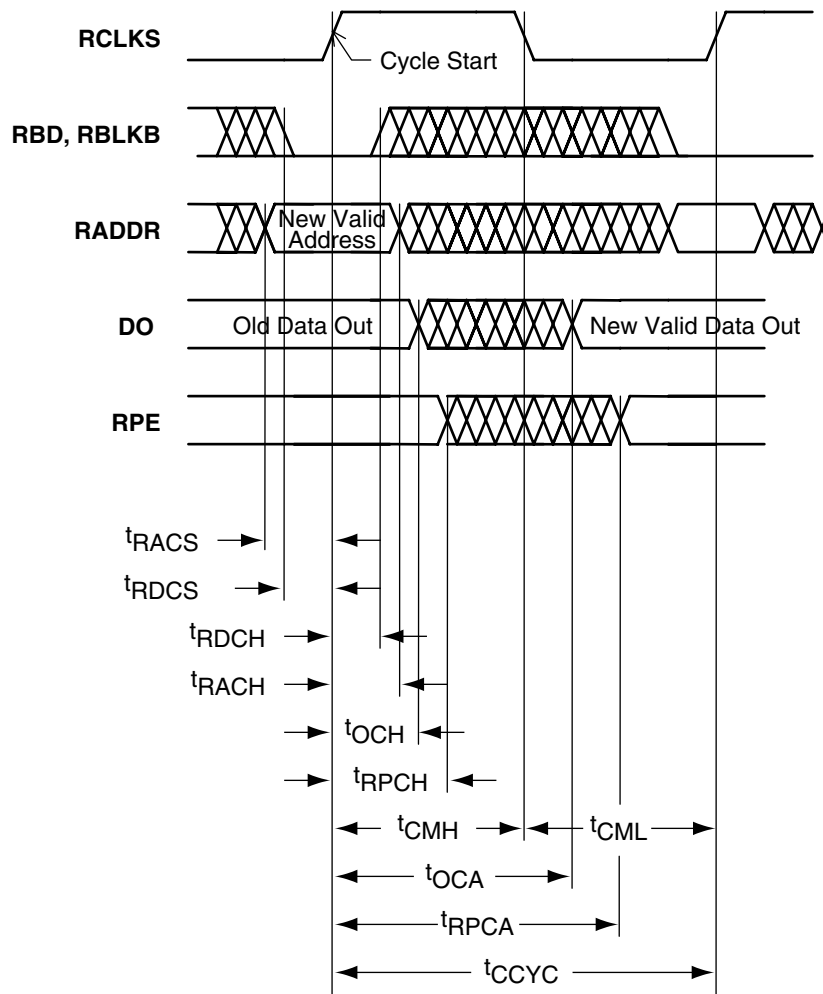 RCLKS
Cycle Start
RBD, RBLKB
RADDR
New Valid
Address
DO
Old Data Out
New Valid Data Out
RPE
tRACS
tRDCS
tRDCH
tRACH
tOCH
tRPCH
tCMH
tCML
tOCA
tRPCA
tCCYC